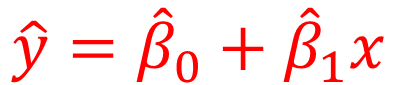 ŷ = β̂₀ + β̂₁x